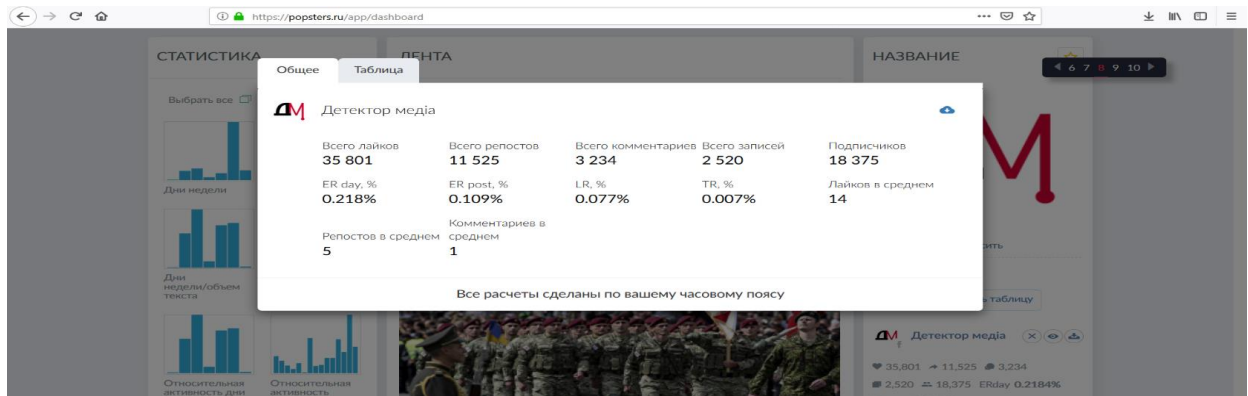 https://popsters.ru/app/dashboard
СТАТИСТИКА
ЛЕНТА
НАЗВАНИЕ
Общее Таблица
6 7 8 9 10
Выбрать все
ДМ Детектор медіа
Всего лайков Всего репостов Всего комментариев Всего записей Подписчиков
35 801 11 525 3 234 2 520 18 375
ER day, % ER post, % LR, % TR, % Лайков в среднем
0.218% 0.109% 0.077% 0.007% 14
Репостов в среднем Комментариев в среднем
5 1
Все расчеты сделаны по вашему часовому поясу
Дни недели
Дни
недели/объем
текста
Относительная
активность дни
Относительная
активность
таблицу
ДМ Детектор медіа
35,801 11,525 3,234
2,520 18,375 ERday 0.2184%